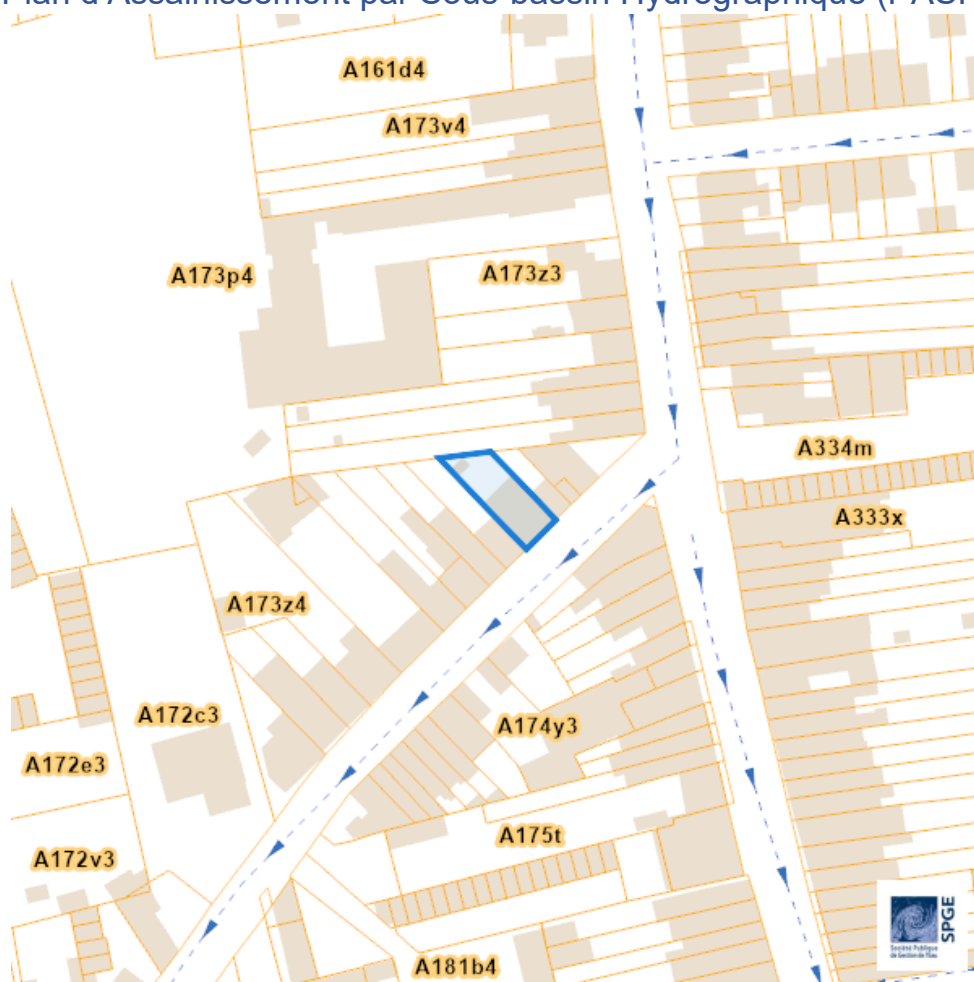 Plan d'Assainissement par Sous-bassin Hydrographique (PASH
A161d4
A173v4
A173p4
A173z3
A334m
A333x
A173z4
A172c3
A174y3
A172e3
A175t
A172v3
A181b4
SPGE
Société Publique
de Gestion de l'Eau